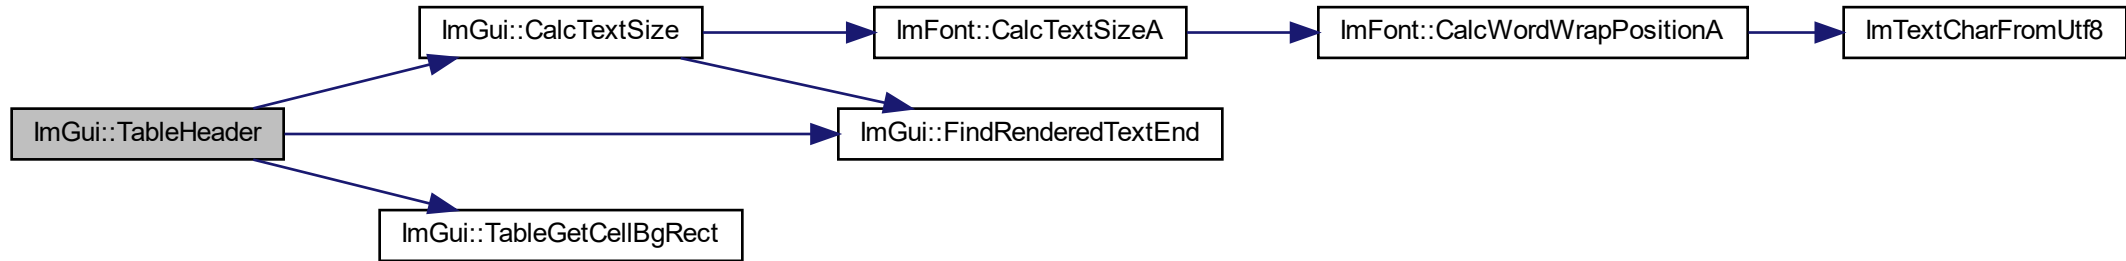 ImGui::CalcTextSize
ImFont::CalcTextSizeA
ImFont::CalcWordWrapPositionA
ImTextCharFromUtf8
ImGui::TableHeader
ImGui::FindRenderedTextEnd
ImGui::TableGetCellBgRect